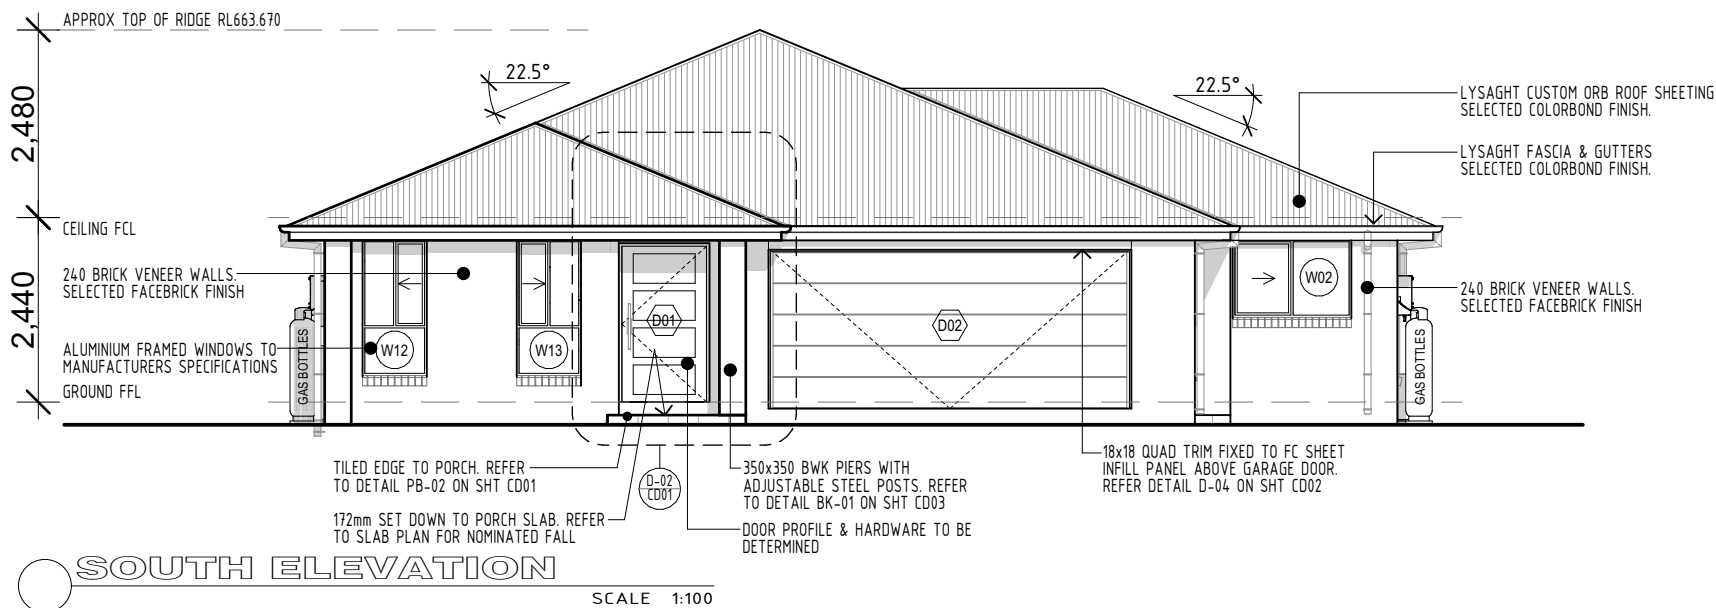 APPROX TOP OF RIDGE RL663.670
22.5°
22.5°
2,480
LYSAGHT CUSTOM ORB ROOF SHEETING
SELECTED COLORBOND FINISH.
LYSAGHT FASCIA & GUTTERS
SELECTED COLORBOND FINISH.
CEILING FCL
240 BRICK VENEER WALLS.
SELECTED FACEBRICK FINISH
2,440
W02
240 BRICK VENEER WALLS.
SELECTED FACEBRICK FINISH
D01
D02
ALUMINIUM FRAMED WINDOWS TO
MANUFACTURERS SPECIFICATIONS
GAS BOTTLES
W12
W13
GAS BOTTLES
GROUND FFL
TILED EDGE TO PORCH. REFER
TO DETAIL PB-02 ON SHT CD01
D-02
CD01
350x350 BWK PIERS WITH
ADJUSTABLE STEEL POSTS. REFER
TO DETAIL BK-01 ON SHT CD03
18x18 QUAD TRIM FIXED TO FC SHEET
INFILL PANEL ABOVE GARAGE DOOR.
REFER DETAIL D-04 ON SHT CD02
172mm SET DOWN TO PORCH SLAB. REFER
TO SLAB PLAN FOR NOMINATED FALL
DOOR PROFILE & HARDWARE TO BE
DETERMINED
SOUTH ELEVATION
SCALE 1:100